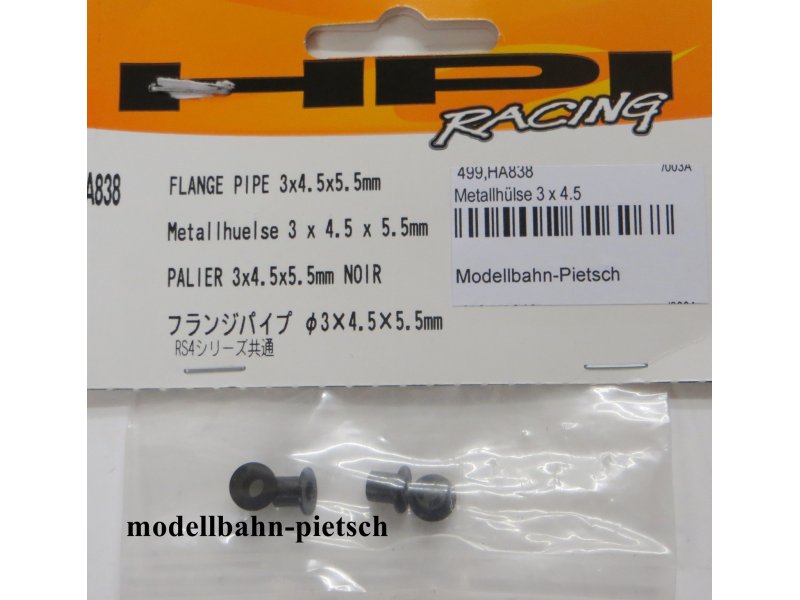 HPI
RACING
A838
FLANGE PIPE 3x4.5x5.5mm
Metallhuelse 3 x 4.5 x 5.5mm
PALIER 3x4.5x5.5mm NOIR
フランジパイプ φ3×4.5×5.5mm
RS4シリーズ共通
499,HA838 /003A
Metallhülse 3 x 4.5
Modellbahn-Pietsch
modellbahn-pietsch